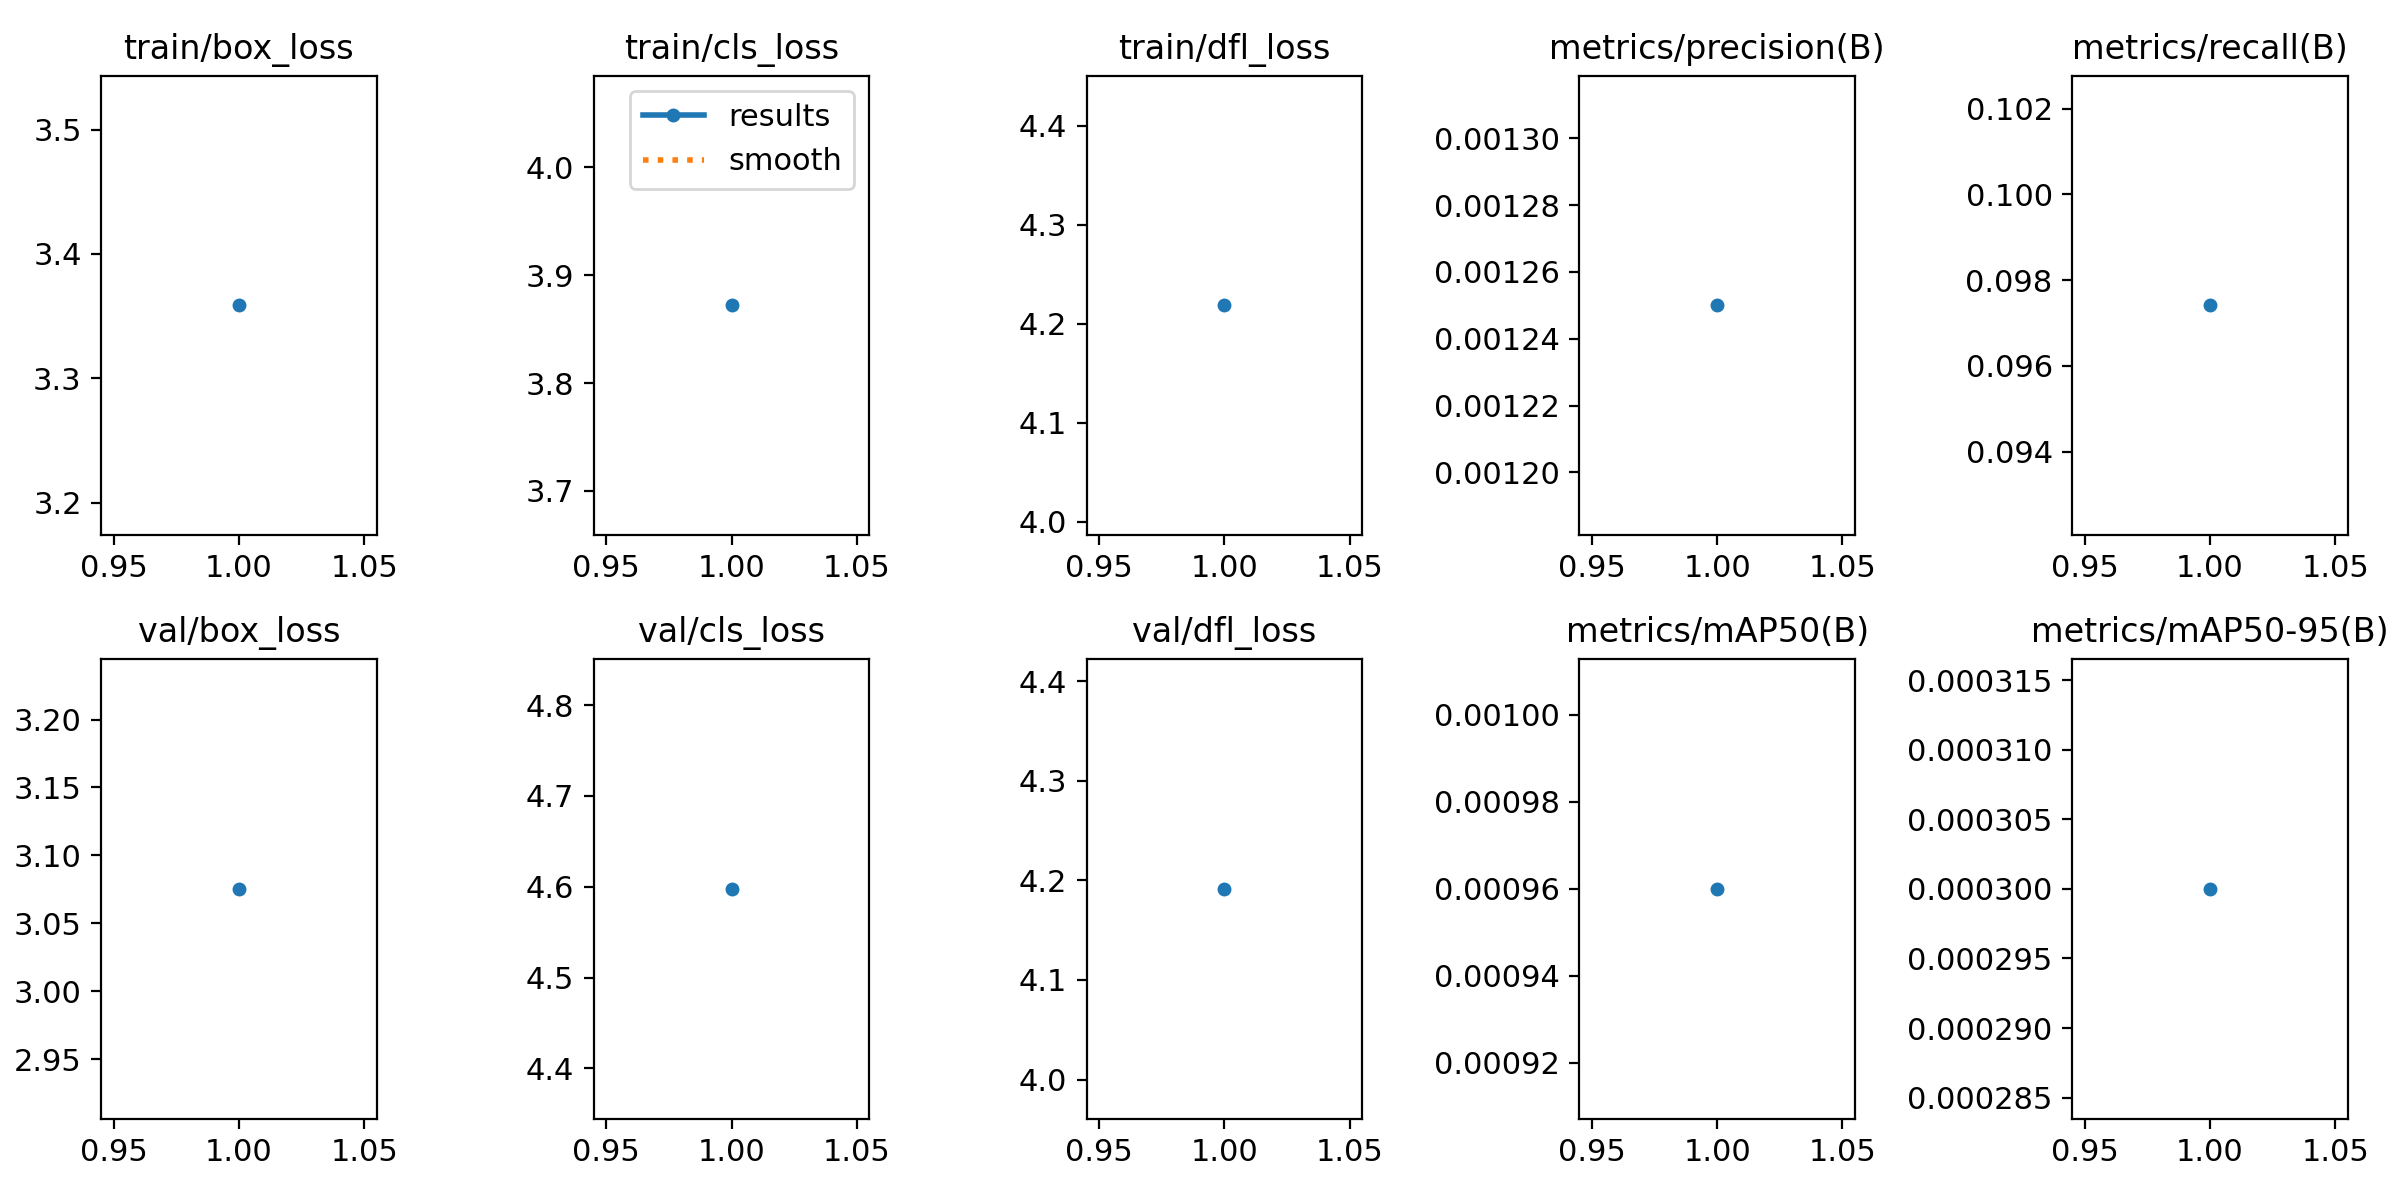 train/box_loss
3.5
3.4
3.3
3.2
0.95 1.00 1.05
train/cls_loss
results
smooth
4.0
3.9
3.8
3.7
0.95 1.00 1.05
train/dfl_loss
4.4
4.3
4.2
4.1
4.0
0.95 1.00 1.05
metrics/precision(B)
0.00130
0.00128
0.00126
0.00124
0.00122
0.00120
0.95 1.00 1.05
metrics/recall(B)
0.102
0.100
0.098
0.096
0.094
0.95 1.00 1.05
val/box_loss
3.20
3.15
3.10
3.05
3.00
2.95
0.95 1.00 1.05
val/cls_loss
4.8
4.7
4.6
4.5
4.4
0.95 1.00 1.05
val/dfl_loss
4.4
4.3
4.2
4.1
4.0
0.95 1.00 1.05
metrics/mAP50(B)
0.00100
0.00098
0.00096
0.00094
0.00092
0.95 1.00 1.05
metrics/mAP50-95(B)
0.000315
0.000310
0.000305
0.000300
0.000295
0.000290
0.000285
0.95 1.00 1.05